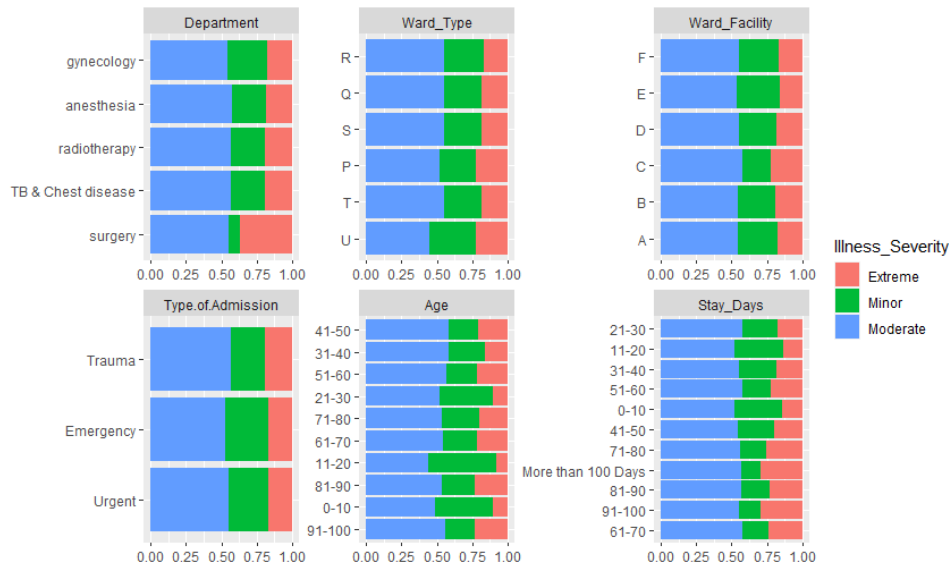 Department
gynecology
anesthesia
radiotherapy
TB & Chest disease
surgery
0.00 0.25 0.50 0.75 1.00
Ward_Type
R
Q
S
P
T
U
0.00 0.25 0.50 0.75 1.00
Ward_Facility
F
E
D
C
B
A
0.00 0.25 0.50 0.75 1.00
Type.of.Admission
Trauma
Emergency
Urgent
0.00 0.25 0.50 0.75 1.00
Age
41-50
31-40
51-60
21-30
71-80
61-70
11-20
81-90
0-10
91-100
0.00 0.25 0.50 0.75 1.00
Stay_Days
21-30
11-20
31-40
51-60
0-10
41-50
71-80
More than 100 Days
81-90
91-100
61-70
0.00 0.25 0.50 0.75 1.00
Illness_Severity
Extreme
Minor
Moderate